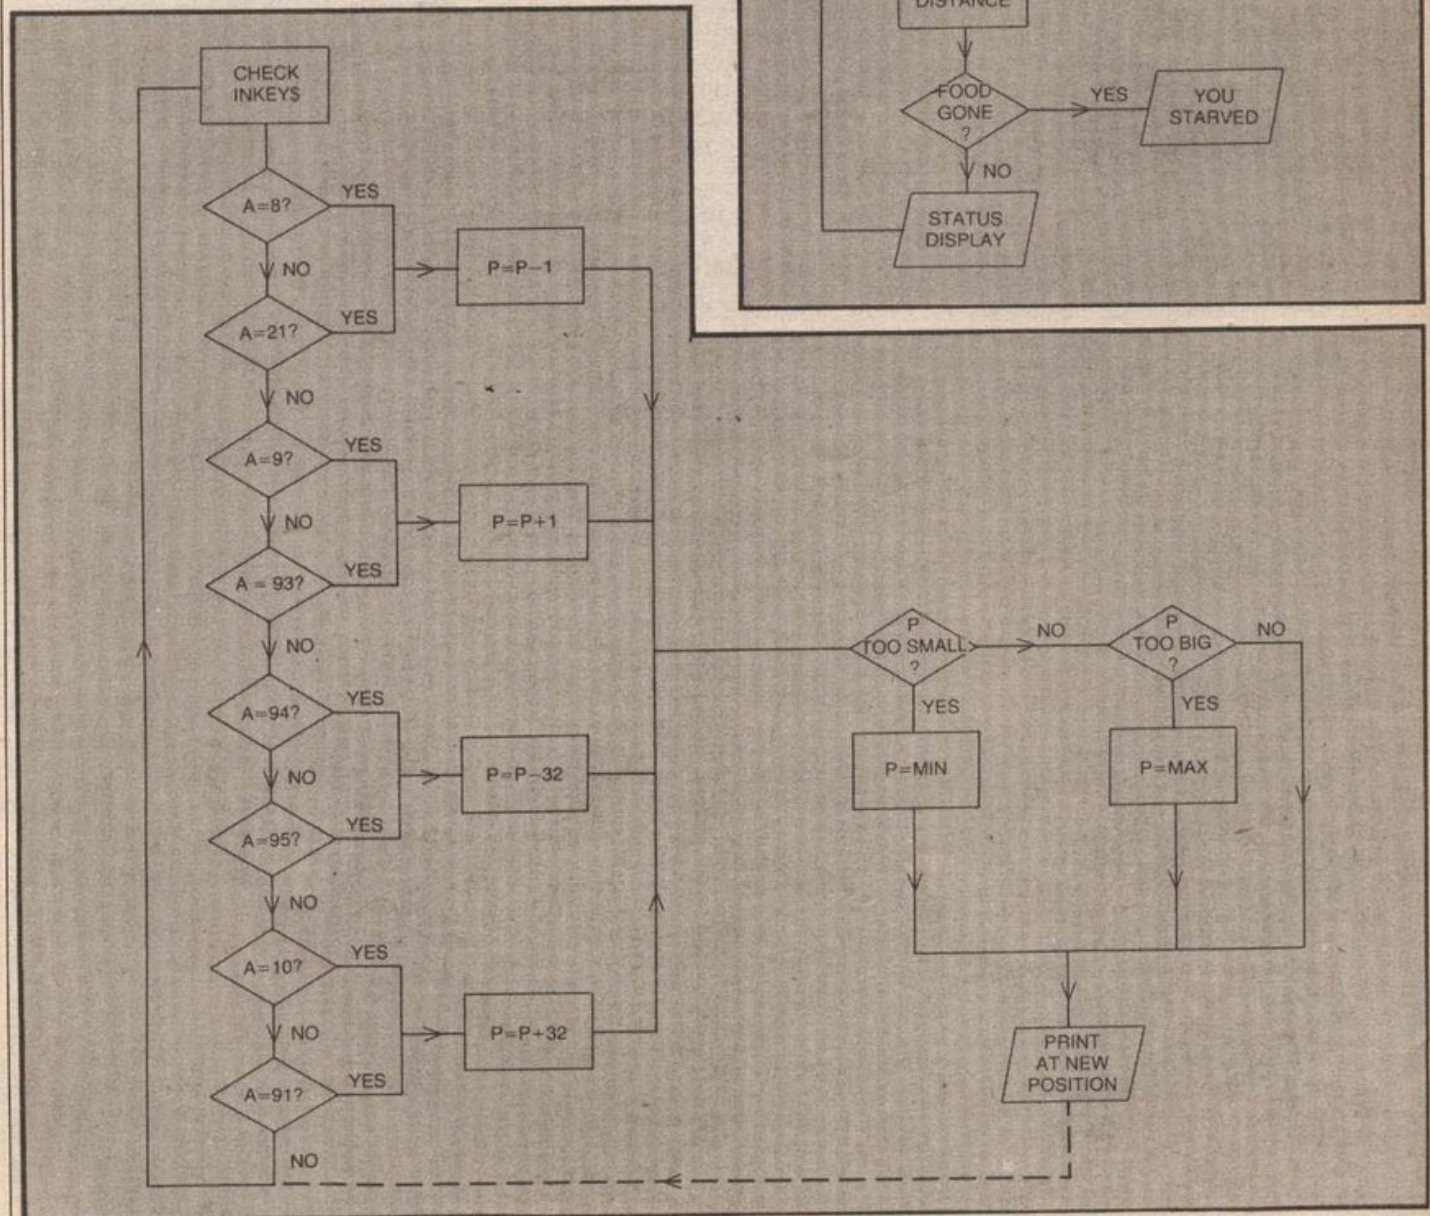 CHECK
INKEY$
A=8?
YES
NO
A=21?
YES
P=P−1
NO
A=9?
YES
NO
A = 93?
YES
P=P+1
NO
A=94?
YES
NO
A=95?
YES
P=P−32
NO
A=10?
YES
NO
A=91?
YES
P=P+32
NO
P
TOO SMALL
?
NO
YES
P=MIN
P
TOO BIG
?
NO
YES
P=MAX
PRINT
AT NEW
POSITION
DISTANCE
FOOD
GONE
?
YES
YOU
STARVED
NO
STATUS
DISPLAY